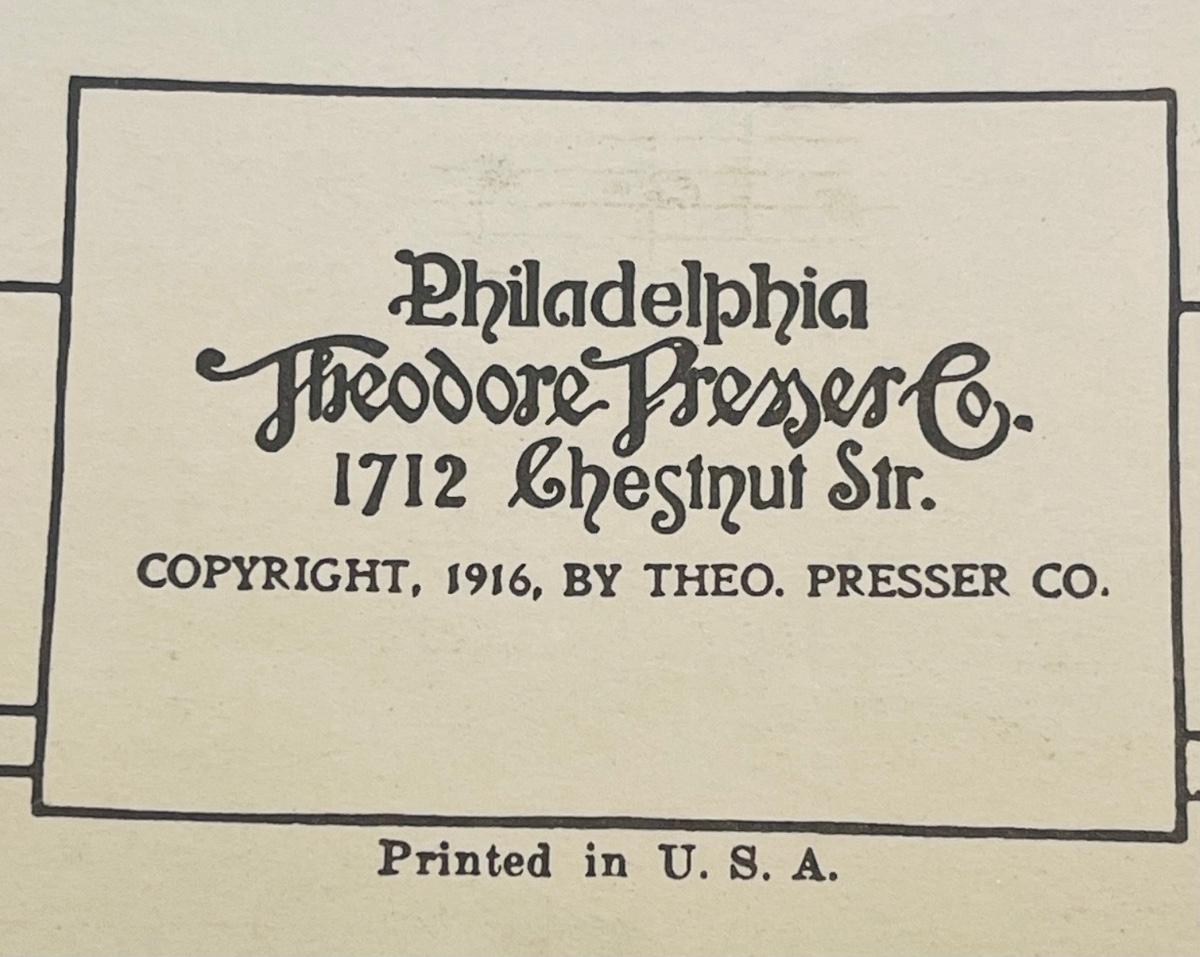 Philadelphia
Theodore Presser Co.
1712 Chestnut Str.
COPYRIGHT, 1916, BY THEO. PRESSER CO.
Printed in U. S. A.